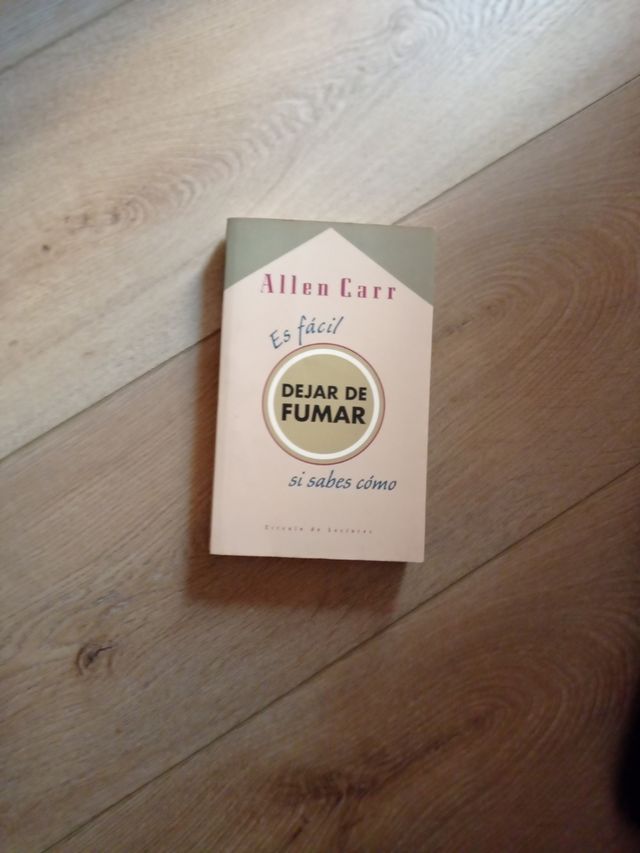 Allen Carr
Es fácil
DEJAR DE
FUMAR
si sabes cómo
Círculo de Lectores